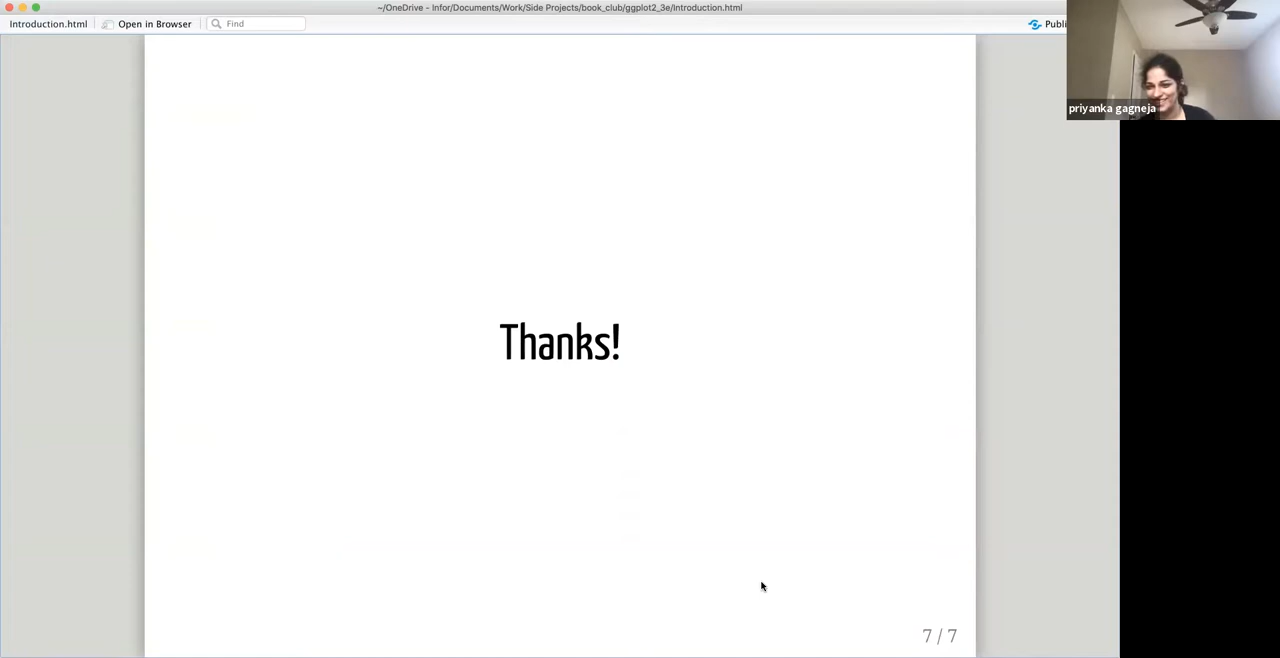 ~/OneDrive - Infor/Documents/Work/Side Projects/book_club/ggplot2_3e/Introduction.html
Introduction.html
Open in Browser
Find
Publi
priyanka gagneja
Thanks!
7 / 7